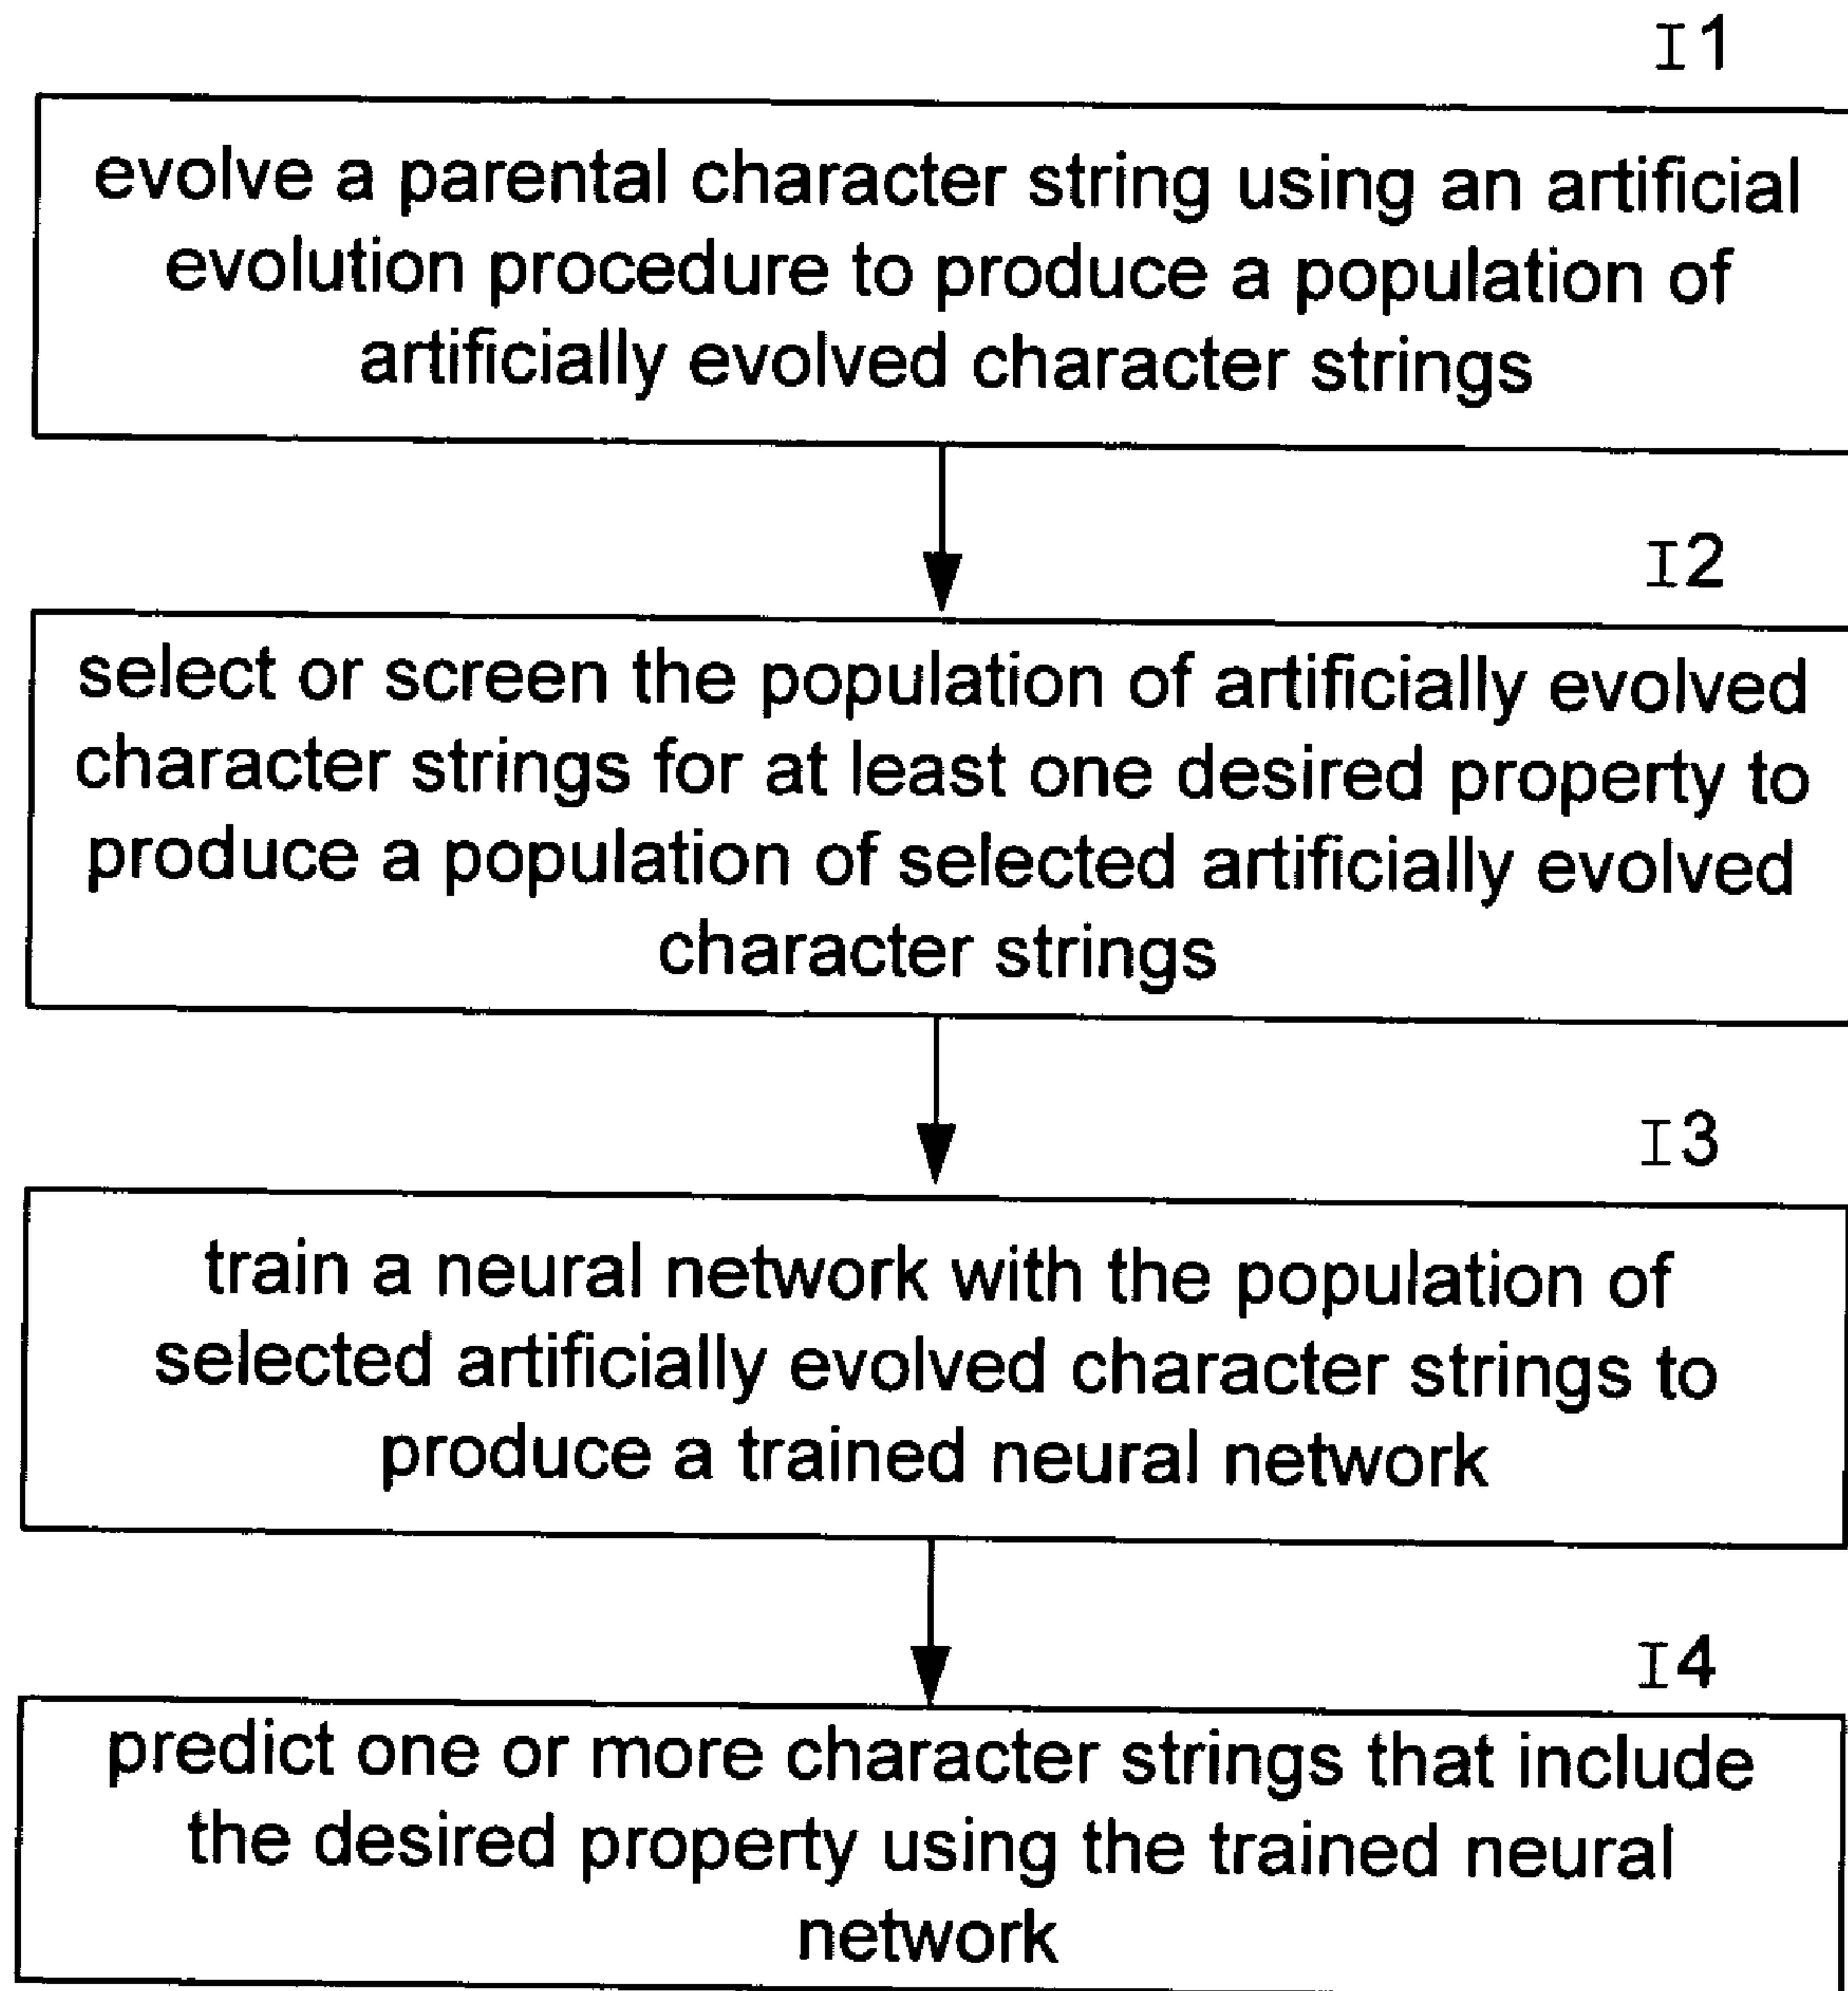 I1
evolve a parental character string using an artificial
evolution procedure to produce a population of
artificially evolved character strings
I2
select or screen the population of artificially evolved
character strings for at least one desired property to
produce a population of selected artificially evolved
character strings
I3
train a neural network with the population of
selected artificially evolved character strings to
produce a trained neural network
I4
predict one or more character strings that include
the desired property using the trained neural
network